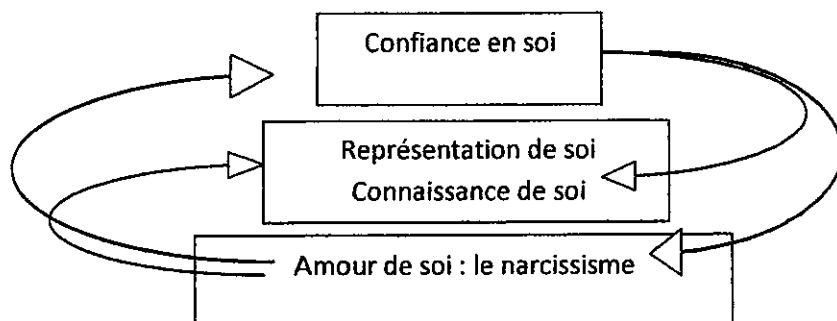 Confiance en soi
Représentation de soi
Connaissance de soi
Amour de soi : le narcissisme